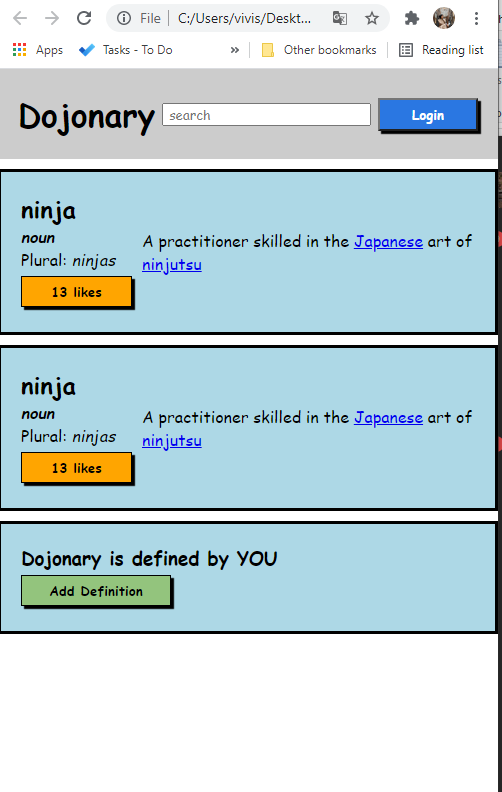 File C:/Users/vivis/Deskt...
Apps Tasks - To Do » Other bookmarks Reading list
Dojonary search Login
ninja
noun
Plural: ninjas
13 likes
A practitioner skilled in the Japanese art of
ninjutsu
ninja
noun
Plural: ninjas
13 likes
A practitioner skilled in the Japanese art of
ninjutsu
Dojonary is defined by YOU
Add Definition